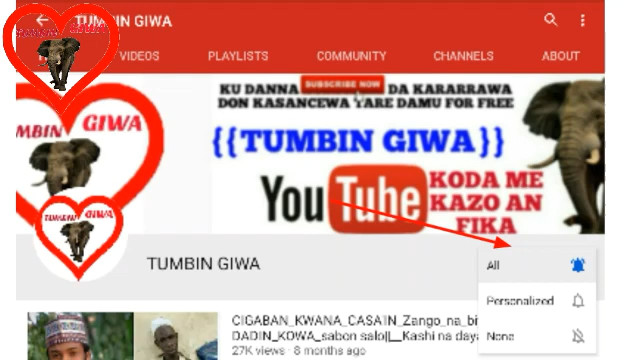 TUMBIN GIWA
VIDEOS
PLAYLISTS
COMMUNITY
CHANNELS
ABOUT
KU DANNA SUBSCRIBE NOW DA KARARRAWA
DON KASANCEWA TARE DAMU FOR FREE
MBIN GIWA
{{TUMBIN GIWA}}
YouTube
KODA ME
KAZO AN
FIKA
GIWA
TUMBIN GIWA
All
Personalized
None
CIGABAN_KWANA_CASA'IN_Zango_na_bi
DADIN_KOWA_sabon salo||__Kashi na daya
27K views · 8 months ago